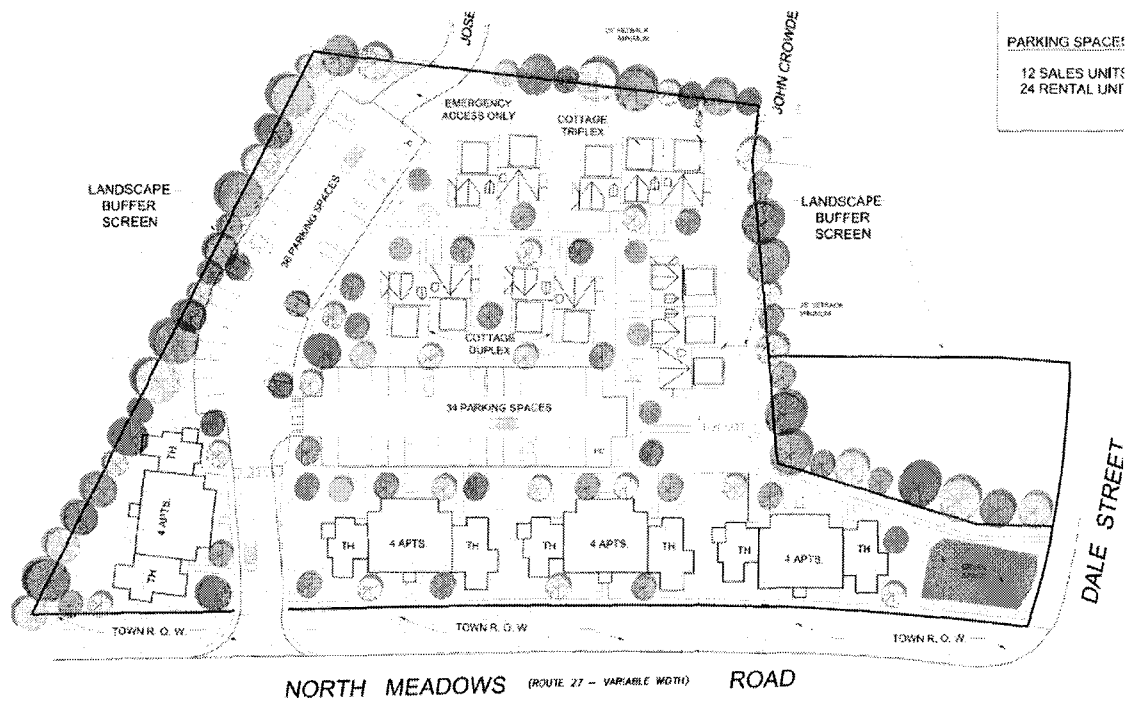 JOSE
JOHN CROWDE
PARKING SPACES
12 SALES UNITS
24 RENTAL UNIT
EMERGENCY
ACCESS ONLY
COTTAGE
TRIPLEX
LANDSCAPE
BUFFER
SCREEN
PARKING SPACES
LANDSCAPE
BUFFER
SCREEN
MINIMUM
COTTAGE
DUPLEX
34 PARKING SPACES
TH
4 APTS.
TH
TH
4 APTS.
TH
TH
4 APTS.
TH
TH
4 APTS.
TH
DALE STREET
TOWN R. O. W.
TOWN R. O. W.
TOWN R. O. W.
NORTH MEADOWS (ROUTE 27 – VARIABLE WIDTH) ROAD